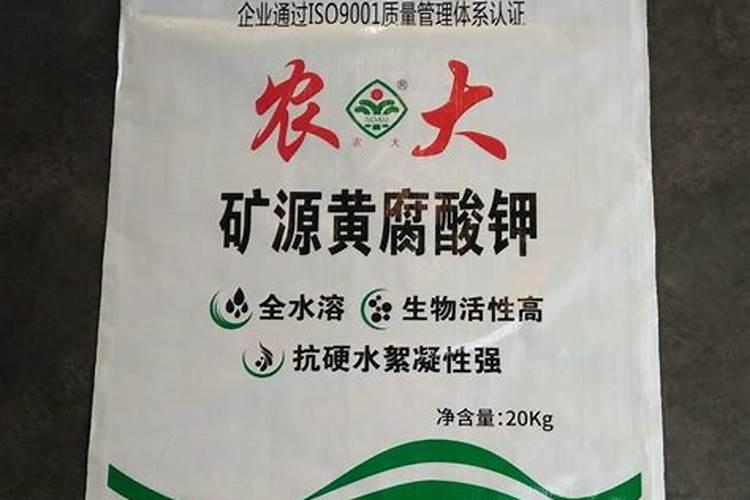 企业通过ISO9001质量管理体系认证
农®大
农 大
矿源黄腐酸钾
全水溶 生物活性高
抗硬水絮凝性强
净含量:20Kg